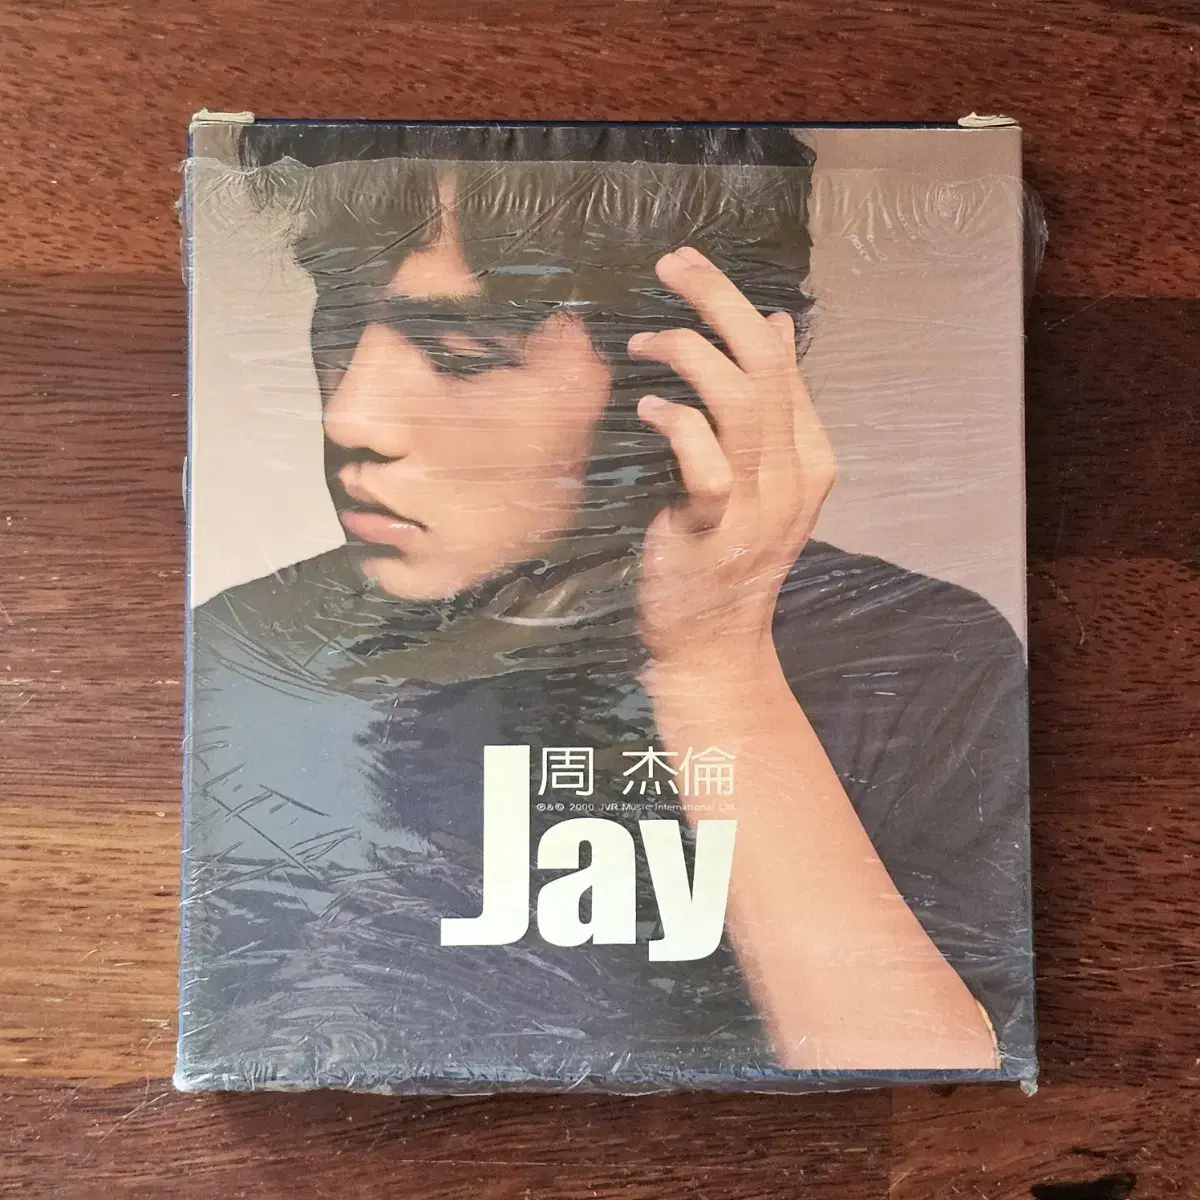 周 杰倫
℗&© 2000 JVR Music International Ltd.
Jay